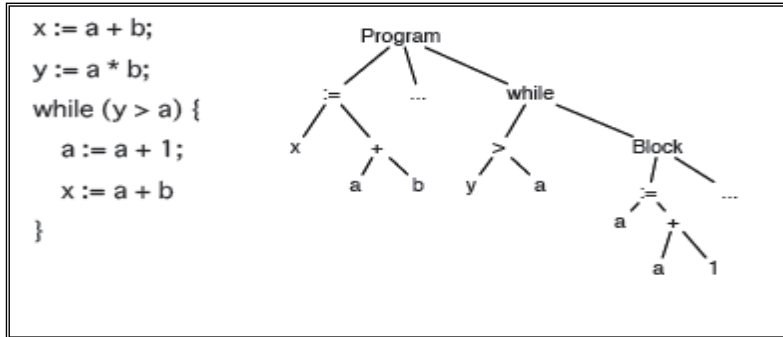 x := a + b;
y := a * b;
while (y > a) {
a := a + 1;
x := a + b
}
Program
:= ... while
x + > Block
a b y a := ...
a +
a 1